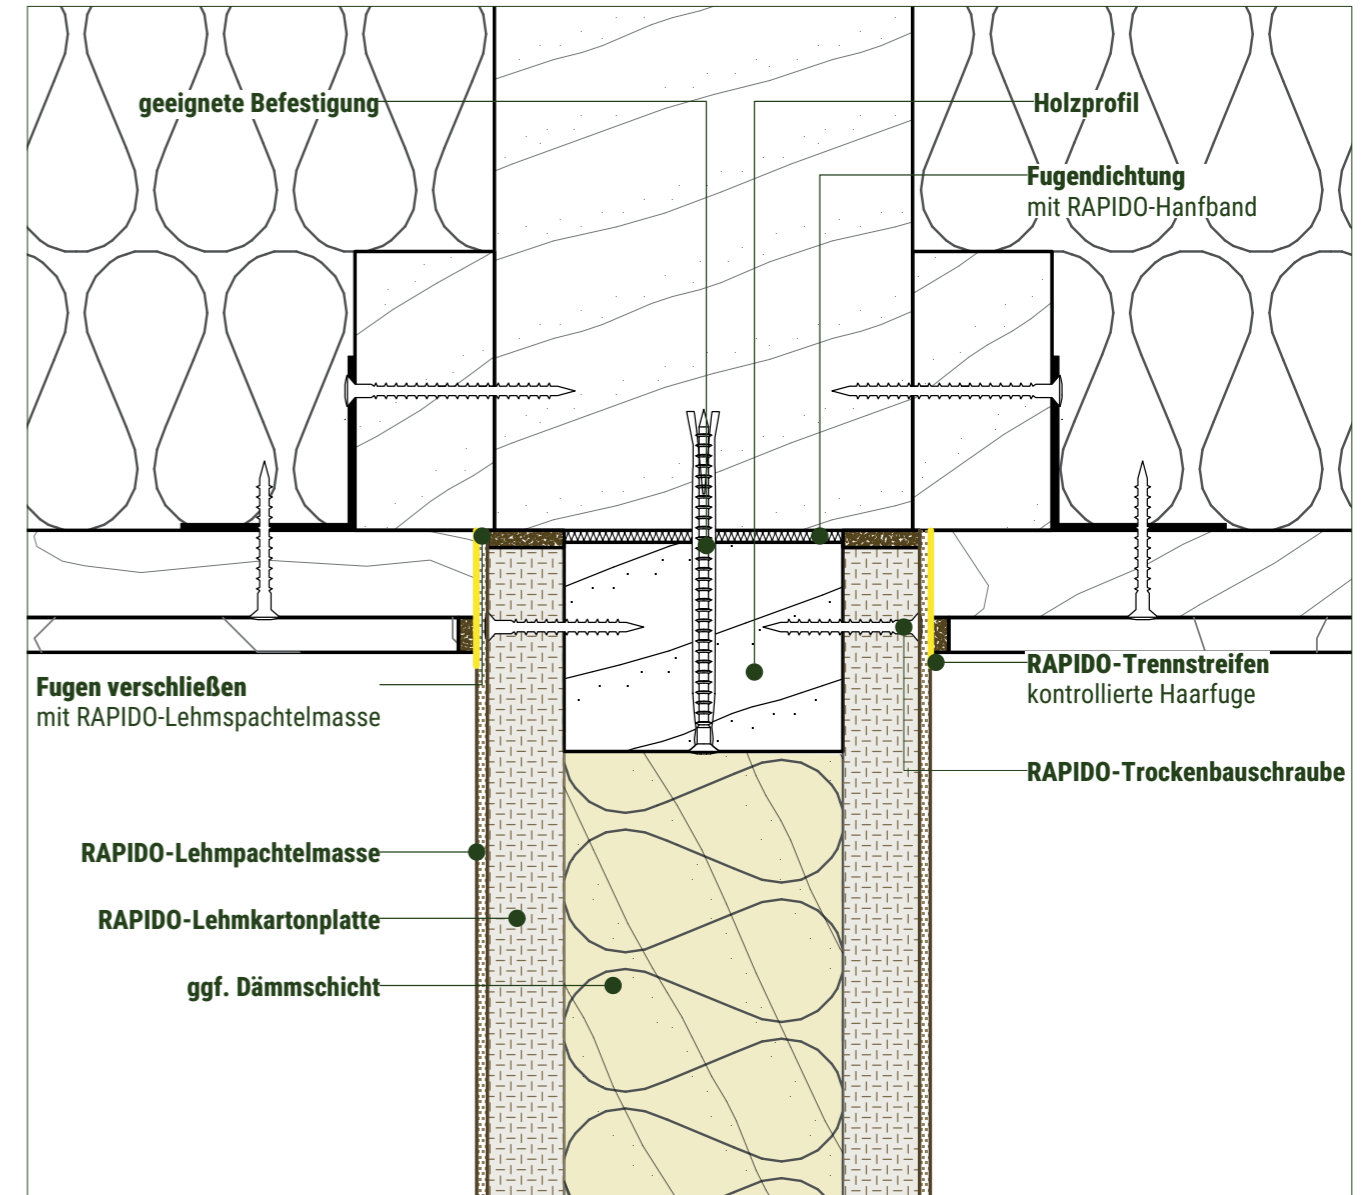 geeignete Befestigung
Holzprofil
Fugendichtung
mit RAPIDO-Hanfband
Fugen verschließen
mit RAPIDO-Lehmspachtelmasse
RAPIDO-Trennstreifen
kontrollierte Haarfuge
RAPIDO-Trockenbauschraube
RAPIDO-Lehmpachtelmasse
RAPIDO-Lehmkartonplatte
ggf. Dämmschicht